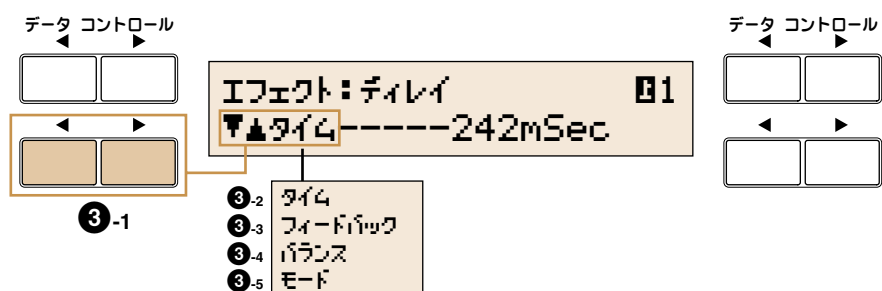 データ コントロール
◀ ▶
エフェクト:ディレイ 1
▼▲タイム-----242mSec
◀ ▶
❸-1
❸-2 タイム
❸-3 フィードバック
❸-4 バランス
❸-5 モード
データ コントロール
◀ ▶
◀ ▶